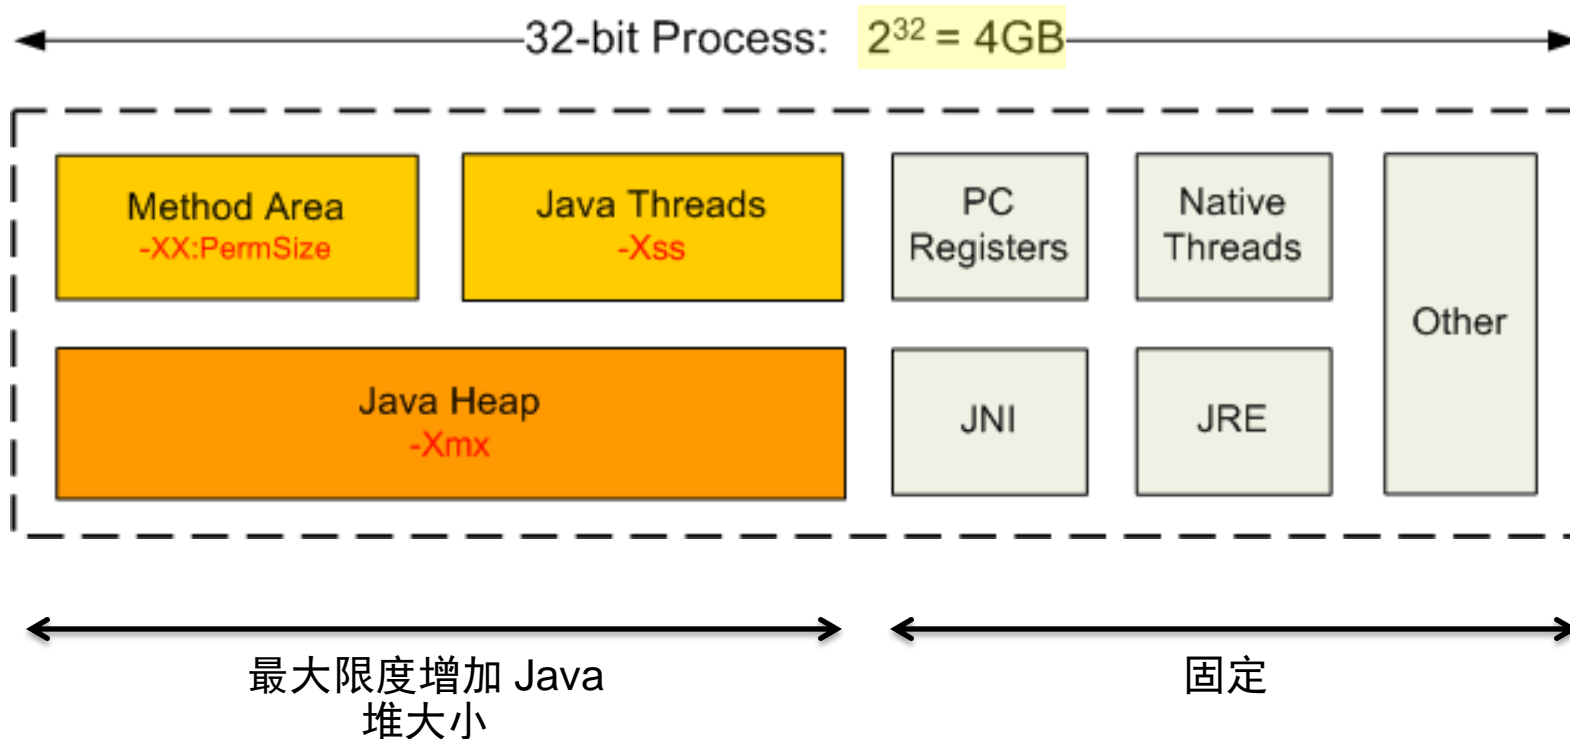 32-bit Process: 2³² = 4GB
Method Area
-XX:PermSize
Java Threads
-Xss
PC
Registers
Native
Threads
Other
Java Heap
-Xmx
JNI
JRE
最大限度增加 Java
堆大小
固定